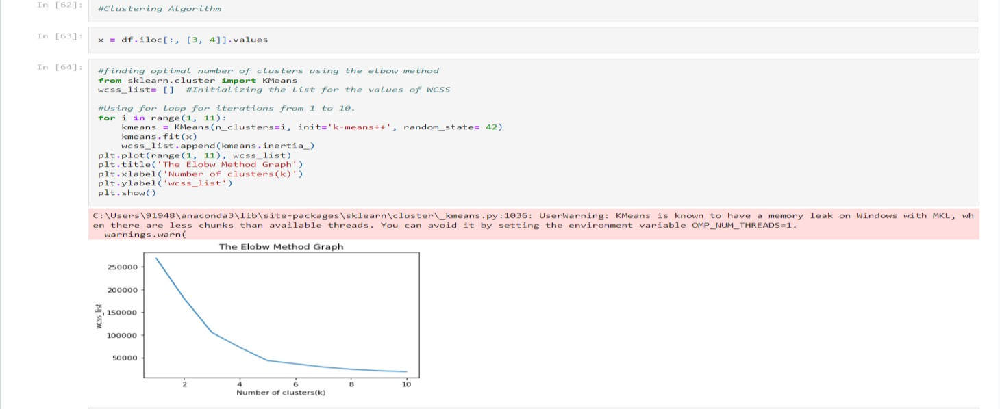 In [62]:
#Clustering Algorithm
In [63]:
x = df.iloc[:, [3, 4]].values
In [64]:
#finding optimal number of clusters using the elbow method
from sklearn.cluster import KMeans
wcss_list= []  #Initializing the list for the values of WCSS
#Using for loop for iterations from 1 to 10.
for i in range(1, 11):
    kmeans = KMeans(n_clusters=i, init='k-means++', random_state= 42)
    kmeans.fit(x)
    wcss_list.append(kmeans.inertia_)
plt.plot(range(1, 11), wcss_list)
plt.title('The Elobw Method Graph')
plt.xlabel('Number of clusters(k)')
plt.ylabel('wcss_list')
plt.show()
C:\Users\91948\anaconda3\lib\site-packages\sklearn\cluster\_kmeans.py:1036: UserWarning: KMeans is known to have a memory leak on Windows with MKL, wh
en there are less chunks than available threads. You can avoid it by setting the environment variable OMP_NUM_THREADS=1.
  warnings.warn(
The Elobw Method Graph
250000
200000
150000
100000
50000
wcss_list
2 4 6 8 10
Number of clusters(k)